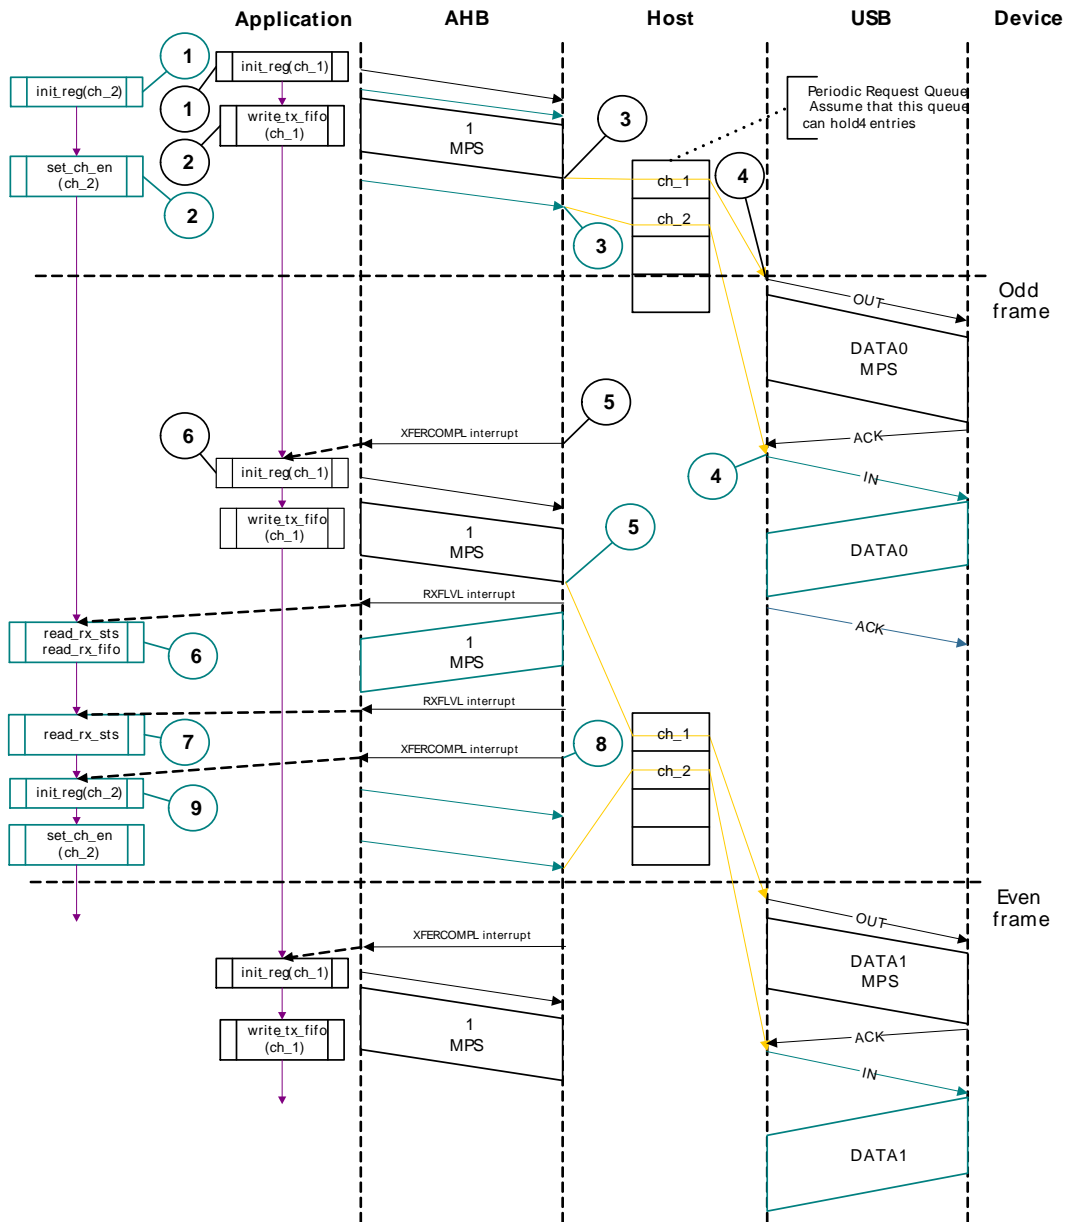 Application
AHB
Host
USB
Device
1
init_reg(ch_1)
init_reg(ch_2)
Periodic Request Queue
Assume that this queue
can hold4 entries
1
write_tx_fifo
(ch_1)
1
MPS
3
2
set_ch_en
(ch_2)
4
ch_1
2
ch_2
3
Odd
frame
OUT
DATA0
MPS
5
6
XFERCOMPL interrupt
ACK
init_reg(ch_1)
4
IN
write_tx_fifo
(ch_1)
1
MPS
5
DATA0
RXFLVL interrupt
read_rx_sts
read_rx_fifo
6
1
MPS
ACK
RXFLVL interrupt
read_rx_sts
7
XFERCOMPL interrupt
8
ch_1
ch_2
init_reg(ch_2)
9
set_ch_en
(ch_2)
Even
frame
OUT
XFERCOMPL interrupt
init_reg(ch_1)
DATA1
MPS
write_tx_fifo
(ch_1)
1
MPS
ACK
IN
DATA1